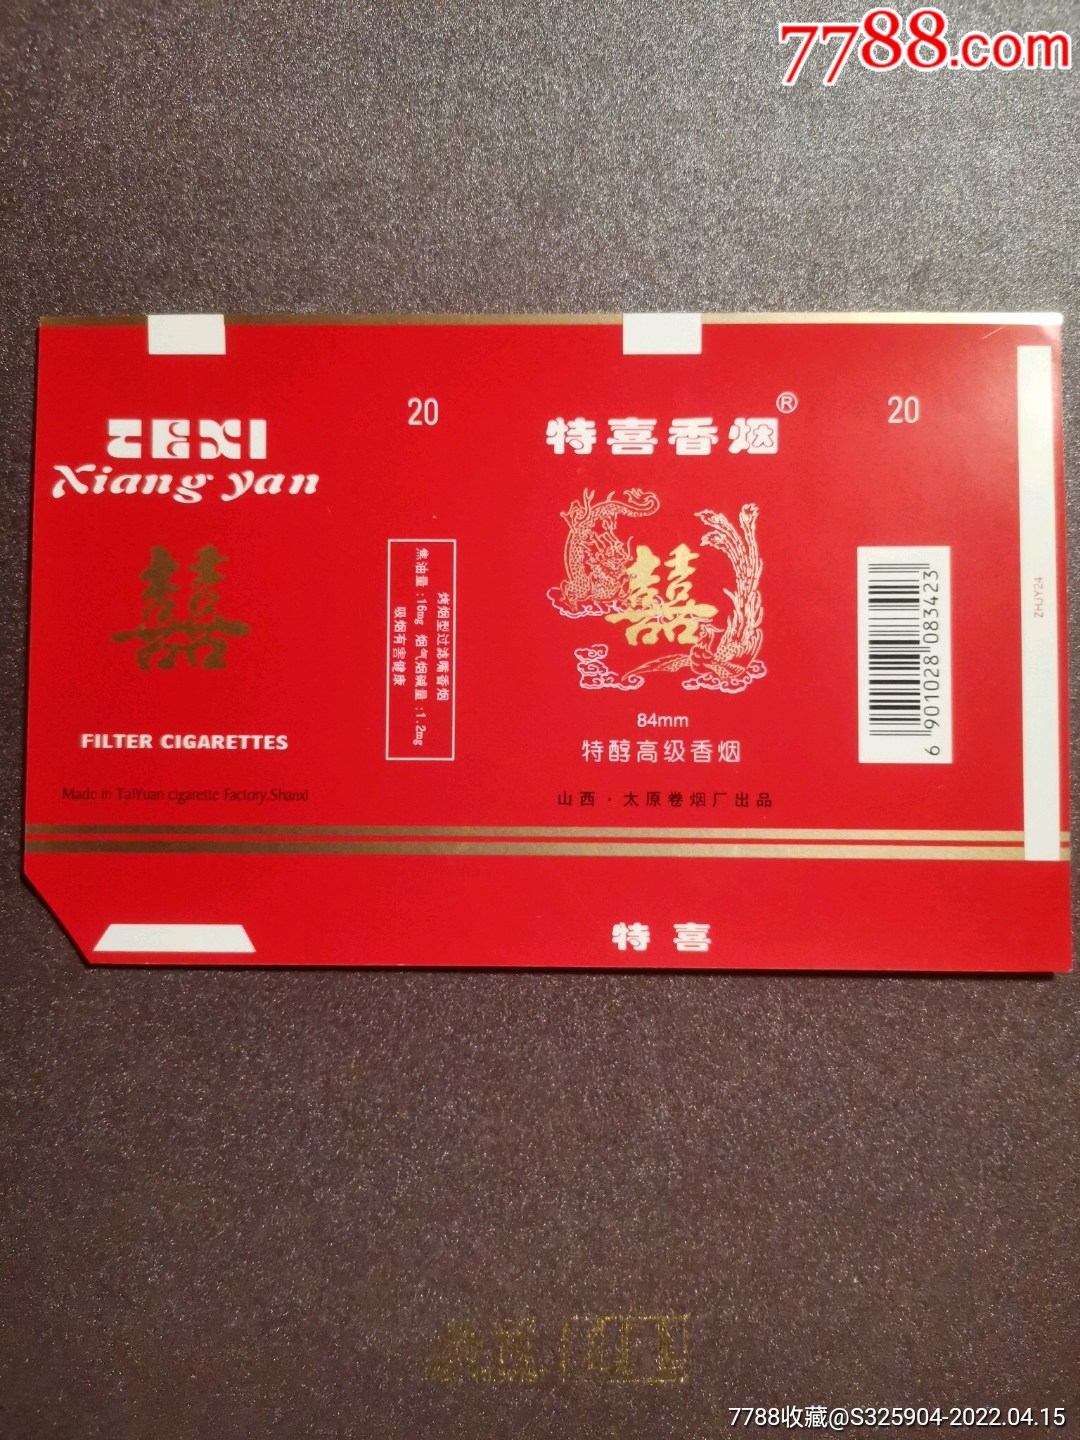 7788.com
TEXI
Xiang yan
囍
FILTER CIGARETTES
Made in TaiYuan cigarette Factory.Shanxi
20
烤烟型过滤嘴香烟
焦油量：16mg 烟气烟碱量：1.2mg
吸烟有害健康
特喜香烟®
囍
84mm
特醇高级香烟
山西·太原卷烟厂出品
特喜
20
6 901028 083423
ZHJY24
7788收藏@S325904-2022.04.15